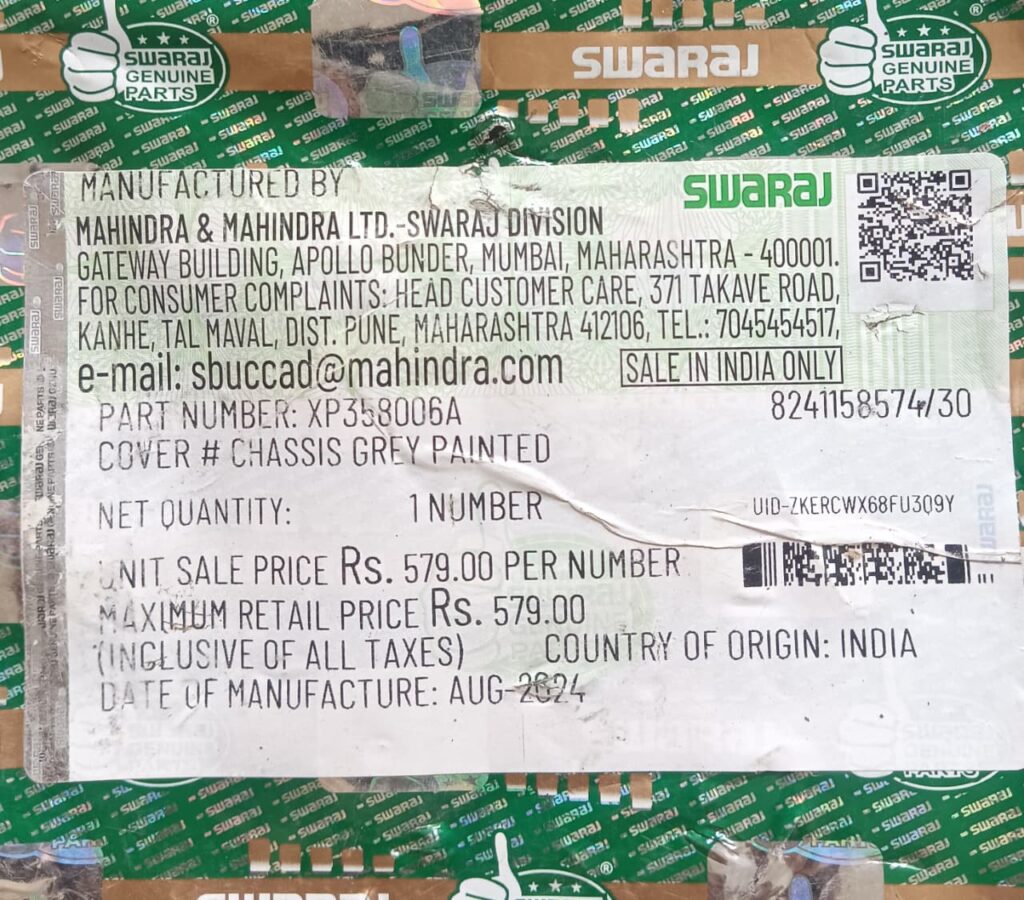 SWARAJ
GENUINE
PARTS
SWARAJ
SWARAJ
GENUINE
PARTS
MANUFACTURED BY
SWARAJ
MAHINDRA & MAHINDRA LTD.-SWARAJ DIVISION
GATEWAY BUILDING, APOLLO BUNDER, MUMBAI, MAHARASHTRA - 400001.
FOR CONSUMER COMPLAINTS: HEAD CUSTOMER CARE, 371 TAKAVE ROAD,
KANHE, TAL MAVAL, DIST. PUNE, MAHARASHTRA 412106, TEL.: 7045454517,
e-mail: sbuccad@mahindra.com
SALE IN INDIA ONLY
PART NUMBER: XP358006A
8241158574/30
COVER # CHASSIS GREY PAINTED
NET QUANTITY: 1 NUMBER
UID-ZKERCWX68FU3Q9Y
UNIT SALE PRICE Rs. 579.00 PER NUMBER
MAXIMUM RETAIL PRICE Rs. 579.00
(INCLUSIVE OF ALL TAXES) COUNTRY OF ORIGIN: INDIA
DATE OF MANUFACTURE: AUG-2024